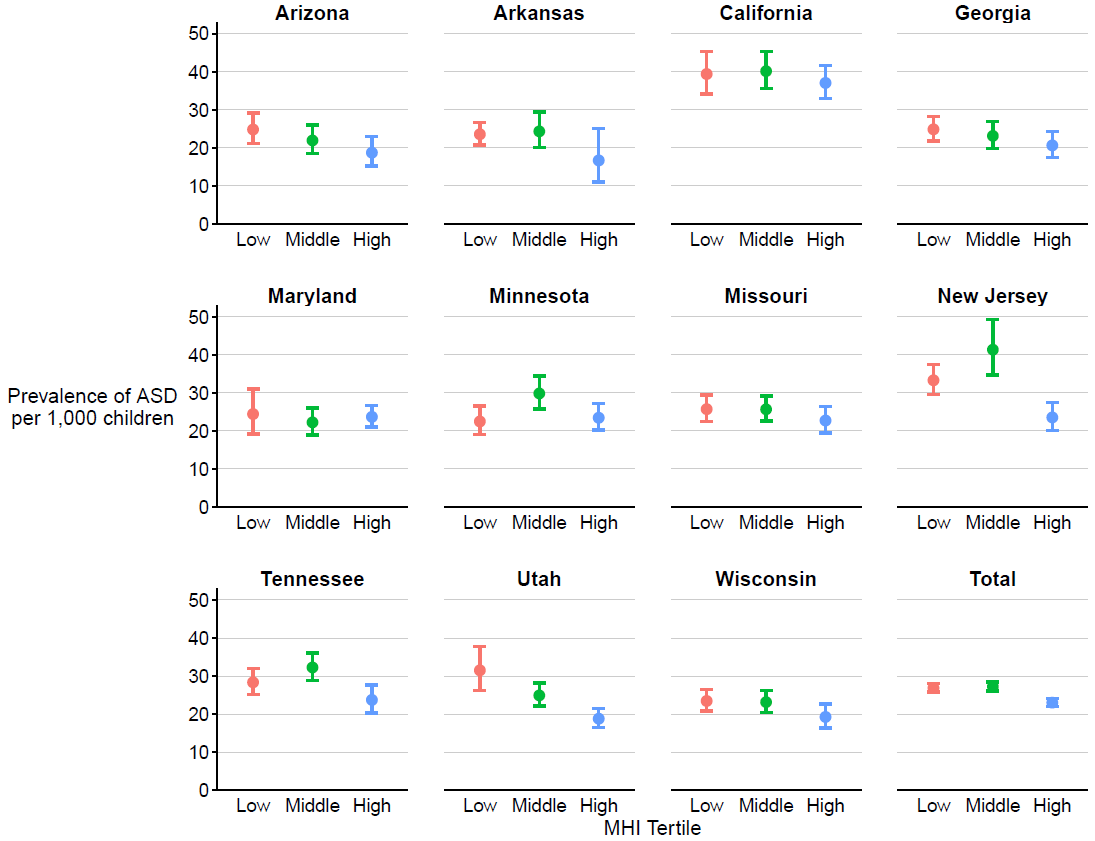 Arizona Arkansas California Georgia
50
40
30
20
10
0
Low Middle High Low Middle High Low Middle High Low Middle High
Maryland Minnesota Missouri New Jersey
50
40
30
20
10
0
Prevalence of ASD
per 1,000 children
Low Middle High Low Middle High Low Middle High Low Middle High
Tennessee Utah Wisconsin Total
50
40
30
20
10
0
Low Middle High Low Middle High Low Middle High Low Middle High
MHI Tertile